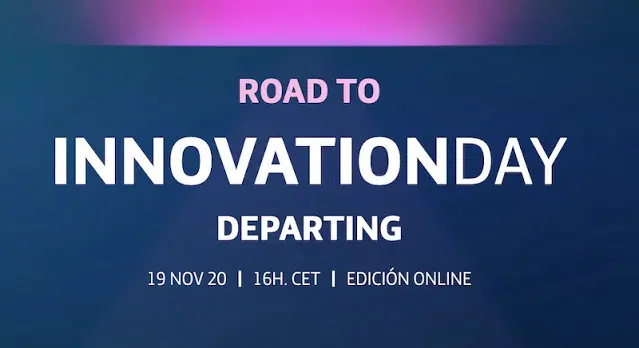 ROAD TO
INNOVATIONDAY
DEPARTING
19 NOV 20 | 16H. CET | EDICIÓN ONLINE